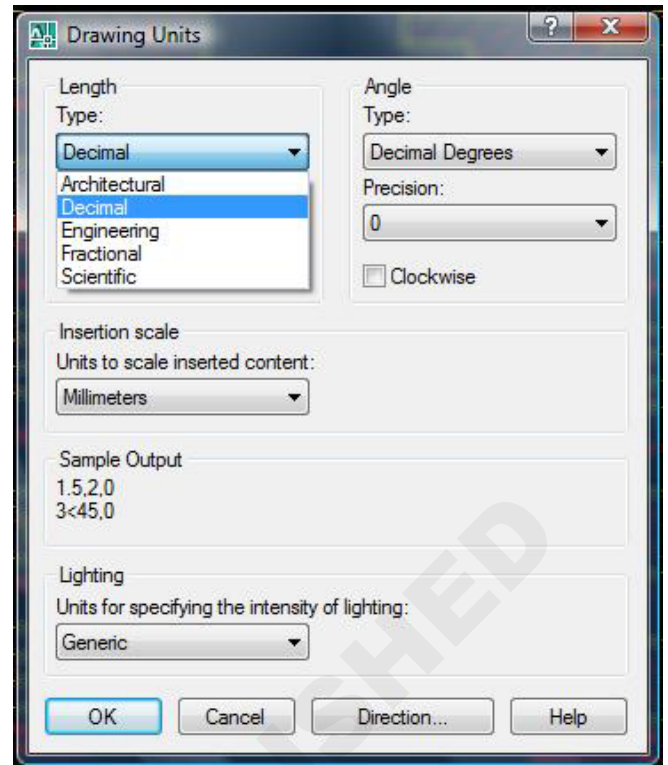 Drawing Units
?
X
Length
Type:
Decimal
Architectural
Decimal
Engineering
Fractional
Scientific
Angle
Type:
Decimal Degrees
Precision:
0
Clockwise
Insertion scale
Units to scale inserted content:
Millimeters
Sample Output
1.5,2,0
3<45,0
Lighting
Units for specifying the intensity of lighting:
Generic
OK Cancel Direction... Help
ISHED